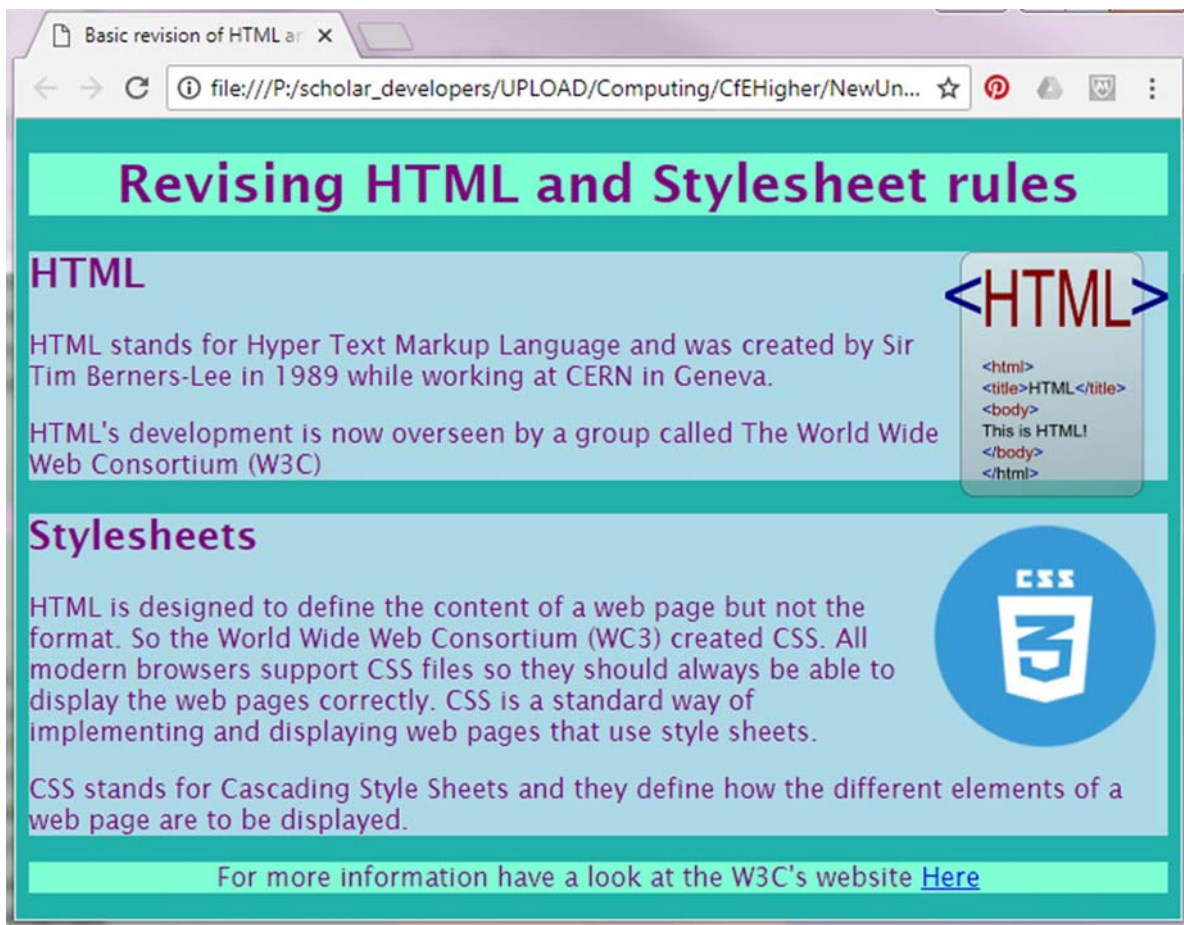 Basic revision of HTML ar
file:///P:/scholar_developers/UPLOAD/Computing/CfEHigher/NewUn...
Revising HTML and Stylesheet rules
HTML
HTML stands for Hyper Text Markup Language and was created by Sir
Tim Berners-Lee in 1989 while working at CERN in Geneva.
HTML's development is now overseen by a group called The World Wide
Web Consortium (W3C)
<HTML>
<html>
<title>HTML</title>
<body>
This is HTML!
</body>
</html>
Stylesheets
HTML is designed to define the content of a web page but not the
format. So the World Wide Web Consortium (WC3) created CSS. All
modern browsers support CSS files so they should always be able to
display the web pages correctly. CSS is a standard way of
implementing and displaying web pages that use style sheets.
CSS
3
CSS stands for Cascading Style Sheets and they define how the different elements of a
web page are to be displayed.
For more information have a look at the W3C's website Here